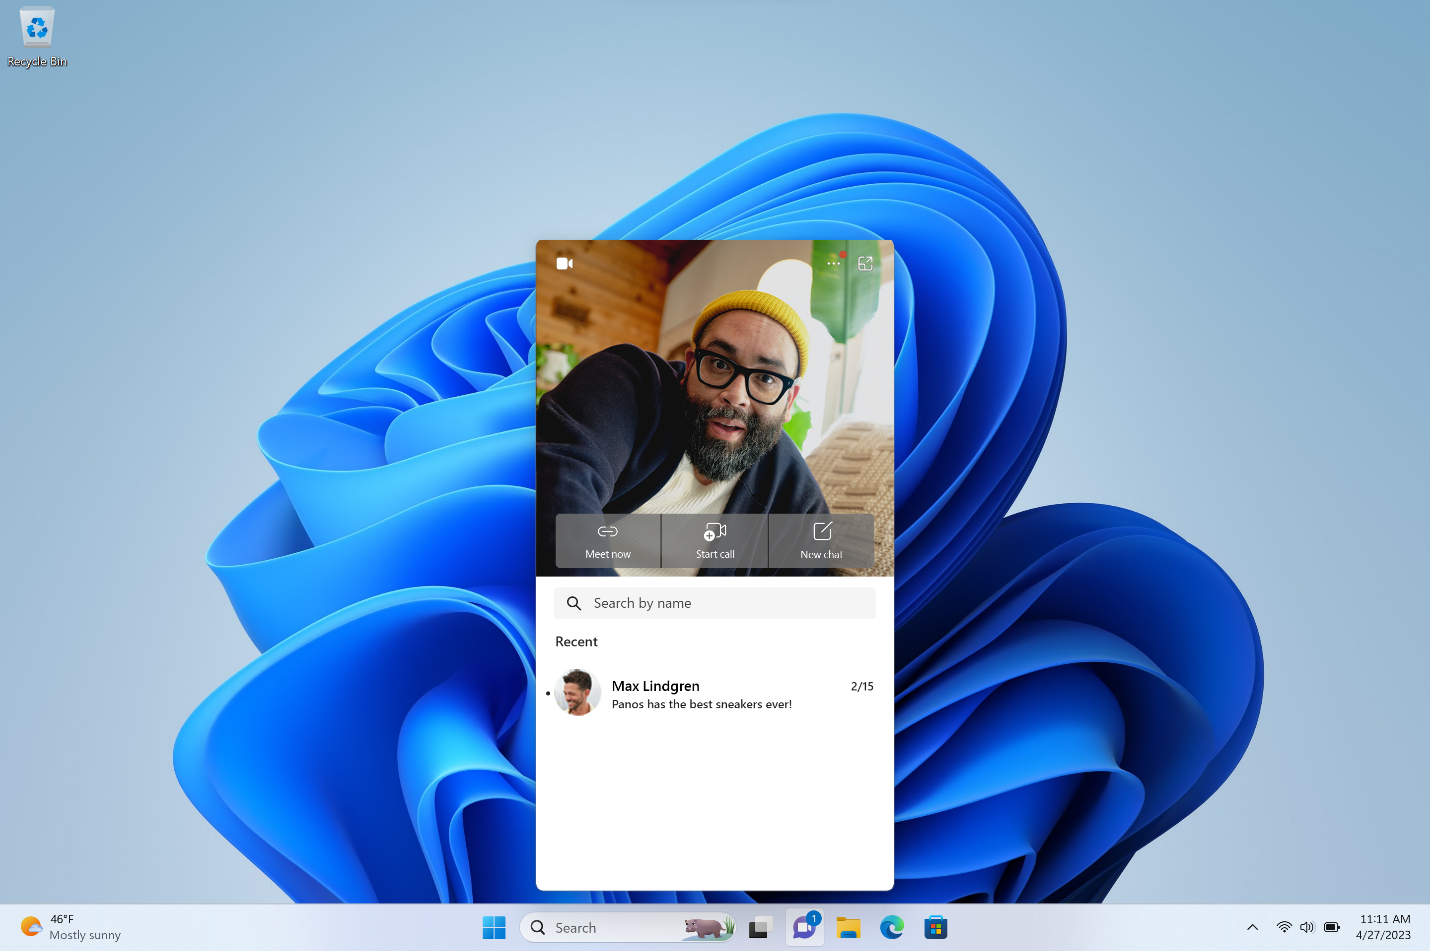 Recycle Bin
Meet now
Start call
New chat
Search by name
Recent
Max Lindgren
2/15
Panos has the best sneakers ever!
46°F
Mostly sunny
Search
1
11:11 AM
4/27/2023